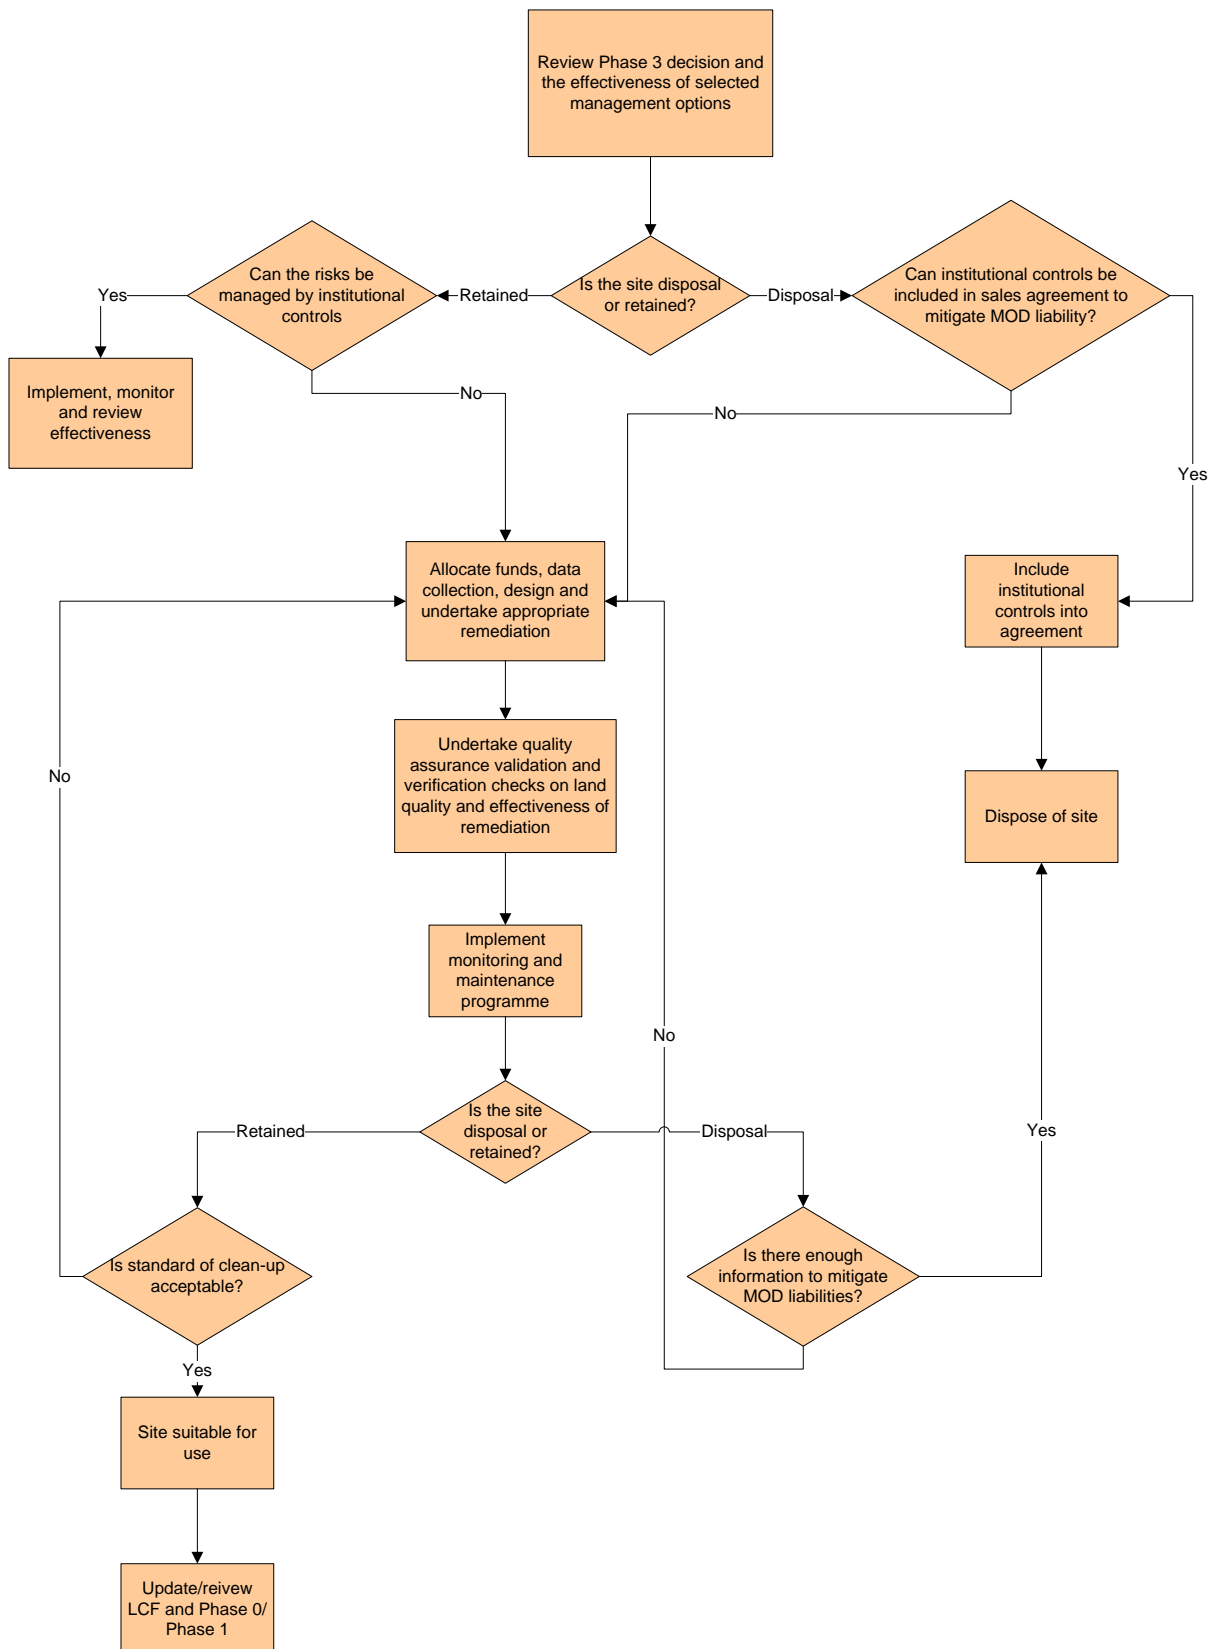 Review Phase 3 decision and
the effectiveness of selected
management options
Can the risks be
managed by institutional
controls
Yes
Retained
Is the site disposal
or retained?
Disposal
Can institutional controls be
included in sales agreement to
mitigate MOD liability?
Implement, monitor
and review
effectiveness
No
No
Yes
Allocate funds, data
collection, design and
undertake appropriate
remediation
Include
institutional
controls into
agreement
Undertake quality
assurance validation and
verification checks on land
quality and effectiveness of
remediation
No
Dispose of site
Implement
monitoring and
maintenance
programme
No
Is the site
disposal or
retained?
Retained
Disposal
Yes
Is standard of clean-up
acceptable?
Is there enough
information to mitigate
MOD liabilities?
Yes
Site suitable for
use
Update/reivew
LCF and Phase 0/
Phase 1